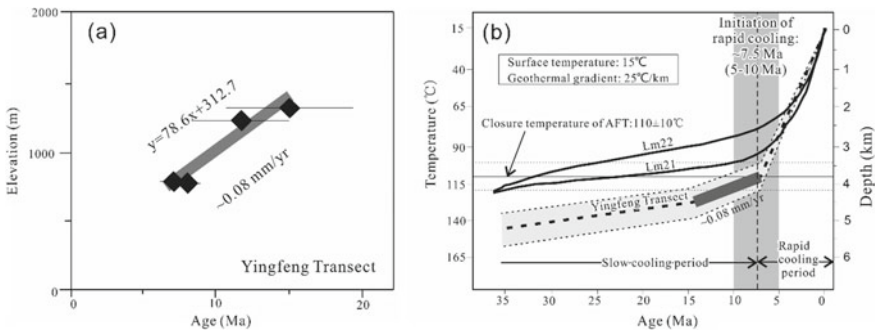 (a)
2000
1000
0
Elevation (m)
y=78.6x+312.7
~0.08 mm/yr
Yingfeng Transect
0
10
20
Age (Ma)
(b)
Initiation of
rapid cooling:
~7.5 Ma
(5-10 Ma)
Surface temperature: 15℃
Geothermal gradient: 25℃/km
Closure temperature of AFT:110±10℃
Lm22
Lm21
Yingfeng Transect
~0.08 mm/yr
Slow-cooling period
Rapid
cooling
period
15
40
65
90
115
140
165
Temperature (℃)
0
1
2
3
4
5
6
Depth (km)
35
30
25
20
15
10
5
0
Age (Ma)